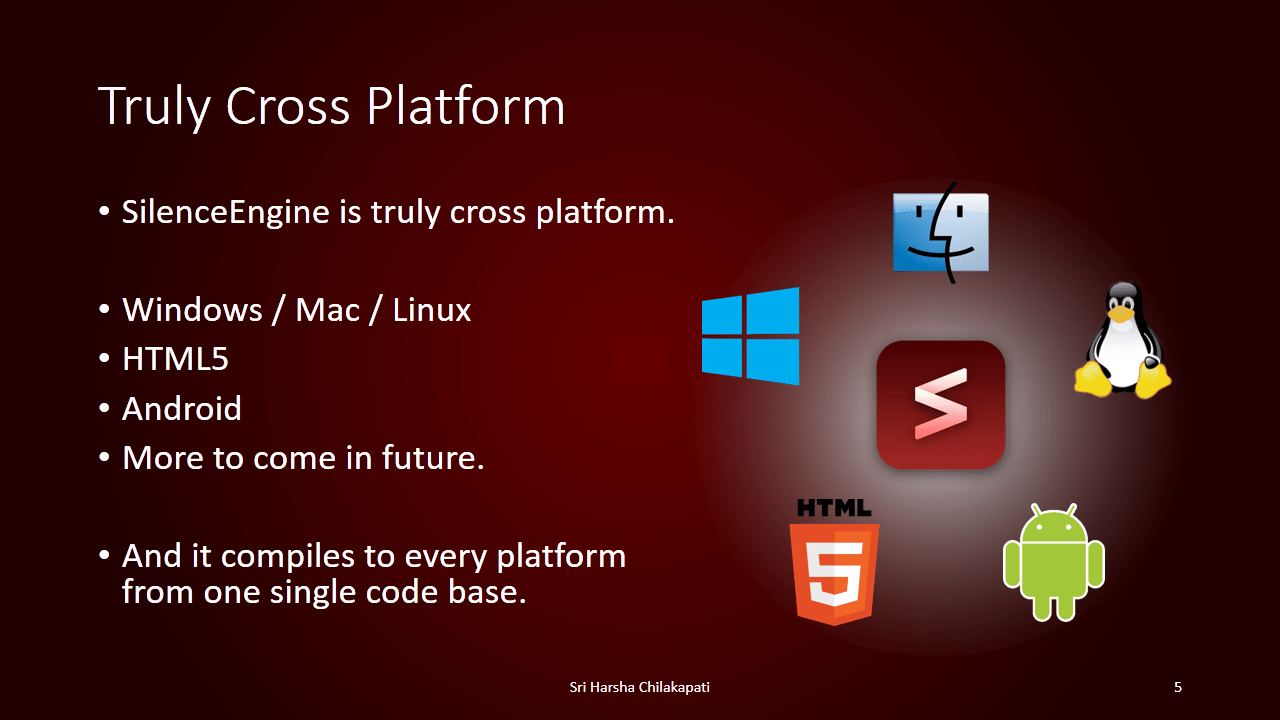 Truly Cross Platform
• SilenceEngine is truly cross platform.
• Windows / Mac / Linux
• HTML5
• Android
• More to come in future.
• And it compiles to every platform
from one single code base.
HTML
5
Sri Harsha Chilakapati
5